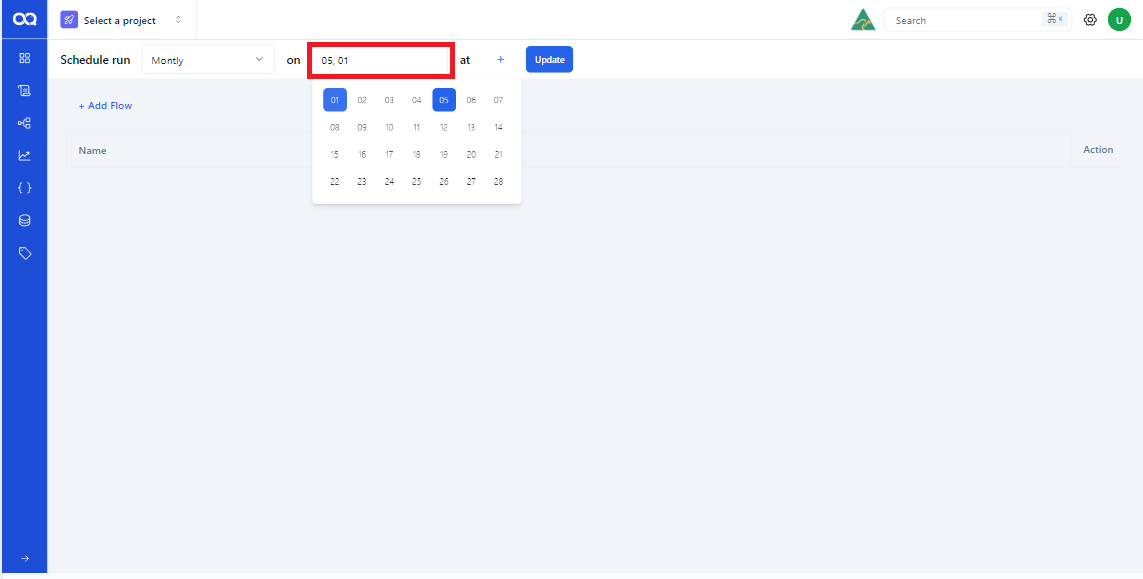 Select a project
Search
⌘ K
U
Schedule run Montly on 05, 01 at + Update
+ Add Flow
01 02 03 04 05 06 07
08 09 10 11 12 13 14
15 16 17 18 19 20 21
22 23 24 25 26 27 28
Name
Action